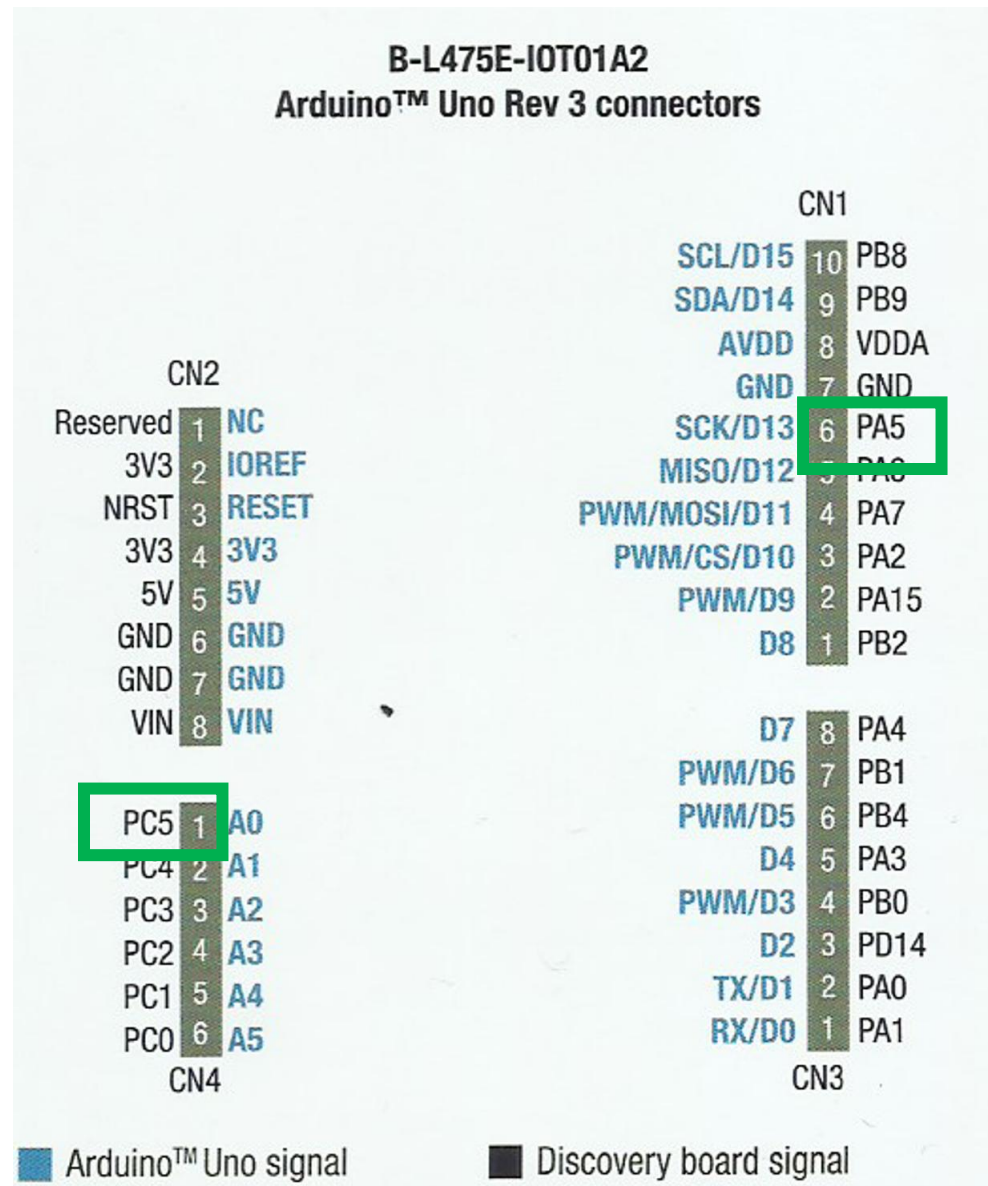 B-L475E-IOT01A2
Arduino™ Uno Rev 3 connectors
CN1
SCL/D15 10 PB8
SDA/D14 9 PB9
AVDD 8 VDDA
GND 7 GND
SCK/D13 6 PA5
MISO/D12 5 PA6
PWM/MOSI/D11 4 PA7
PWM/CS/D10 3 PA2
PWM/D9 2 PA15
D8 1 PB2
CN2
Reserved 1 NC
3V3 2 IOREF
NRST 3 RESET
3V3 4 3V3
5V 5 5V
GND 6 GND
GND 7 GND
VIN 8 VIN
D7 8 PA4
PWM/D6 7 PB1
PWM/D5 6 PB4
D4 5 PA3
PWM/D3 4 PB0
D2 3 PD14
TX/D1 2 PA0
RX/D0 1 PA1
CN3
PC5 1 A0
PC4 2 A1
PC3 3 A2
PC2 4 A3
PC1 5 A4
PC0 6 A5
CN4
Arduino™ Uno signal
Discovery board signal